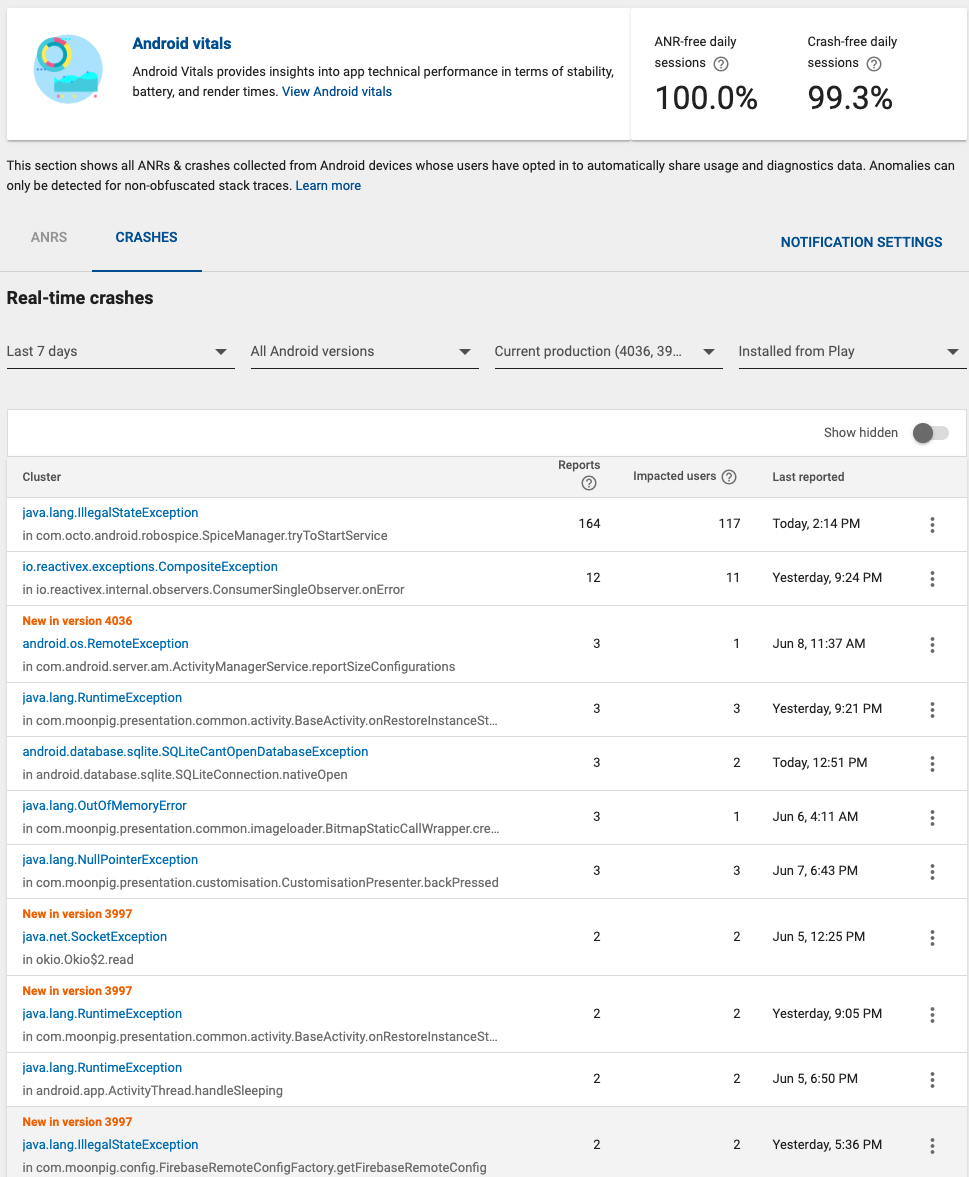 Android vitals
Android Vitals provides insights into app technical performance in terms of stability,
battery, and render times. View Android vitals
ANR-free daily
sessions ?
100.0%
Crash-free daily
sessions ?
99.3%
This section shows all ANRs & crashes collected from Android devices whose users have opted in to automatically share usage and diagnostics data. Anomalies can
only be detected for non-obfuscated stack traces. Learn more
ANRS CRASHES NOTIFICATION SETTINGS
Real-time crashes
Last 7 days All Android versions Current production (4036, 39... Installed from Play
Show hidden
Cluster Reports ? Impacted users ? Last reported
java.lang.IllegalStateException
in com.octo.android.robospice.SpiceManager.tryToStartService
164 117 Today, 2:14 PM
io.reactivex.exceptions.CompositeException
in io.reactivex.internal.observers.ConsumerSingleObserver.onError
12 11 Yesterday, 9:24 PM
New in version 4036
android.os.RemoteException
in com.android.server.am.ActivityManagerService.reportSizeConfigurations
3 1 Jun 8, 11:37 AM
java.lang.RuntimeException
in com.moonpig.presentation.common.activity.BaseActivity.onRestoreInstanceSt...
3 3 Yesterday, 9:21 PM
android.database.sqlite.SQLiteCantOpenDatabaseException
in android.database.sqlite.SQLiteConnection.nativeOpen
3 2 Today, 12:51 PM
java.lang.OutOfMemoryError
in com.moonpig.presentation.common.imageloader.BitmapStaticCallWrapper.cre...
3 1 Jun 6, 4:11 AM
java.lang.NullPointerException
in com.moonpig.presentation.customisation.CustomisationPresenter.backPressed
3 3 Jun 7, 6:43 PM
New in version 3997
java.net.SocketException
in okio.Okio$2.read
2 2 Jun 5, 12:25 PM
New in version 3997
java.lang.RuntimeException
in com.moonpig.presentation.common.activity.BaseActivity.onRestoreInstanceSt...
2 2 Yesterday, 9:05 PM
java.lang.RuntimeException
in android.app.ActivityThread.handleSleeping
2 2 Jun 5, 6:50 PM
New in version 3997
java.lang.IllegalStateException
in com.moonpig.config.FirebaseRemoteConfigFactory.getFirebaseRemoteConfig
2 2 Yesterday, 5:36 PM